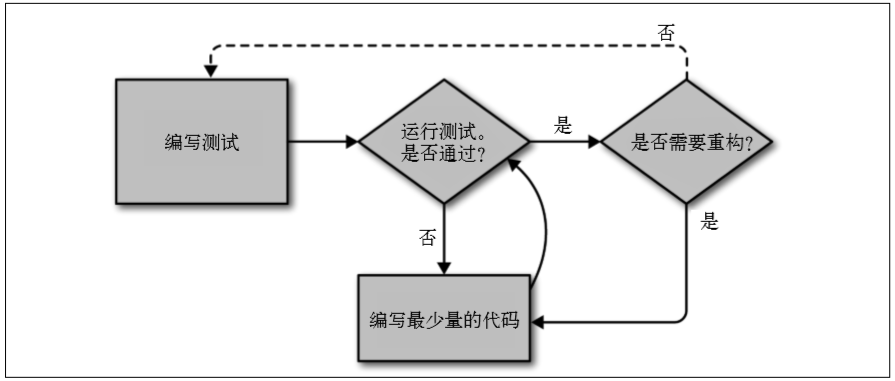 否
编写测试
运行测试。
是否通过?
是
是否需要重构?
否
是
编写最少量的代码